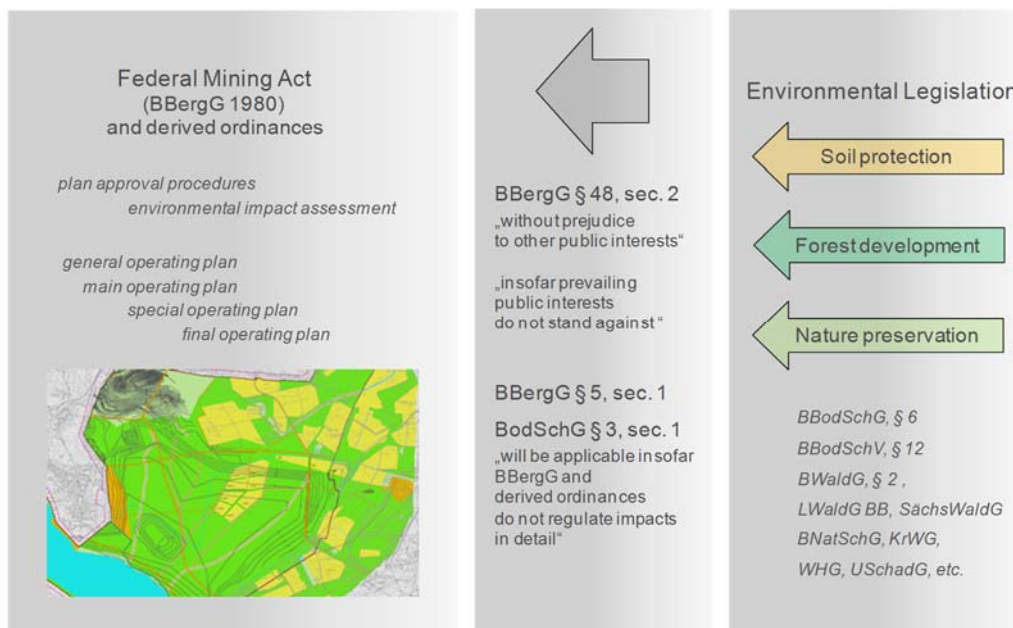 Federal Mining Act
(BBergG 1980)
and derived ordinances
plan approval procedures
environmental impact assessment
general operating plan
main operating plan
special operating plan
final operating plan
BBergG § 48, sec. 2
„without prejudice
to other public interests“
„insofar prevailing
public interests
do not stand against “
BBergG § 5, sec. 1
BodSchG § 3, sec. 1
„will be applicable insofar
BBergG and
derived ordinances
do not regulate impacts
in detail“
Environmental Legislation
Soil protection
Forest development
Nature preservation
BBodSchG, § 6
BBodSchV, § 12
BWaldG, § 2 ,
LWaldG BB, SächsWaldG
BNatSchG, KrWG,
WHG, USchadG, etc.